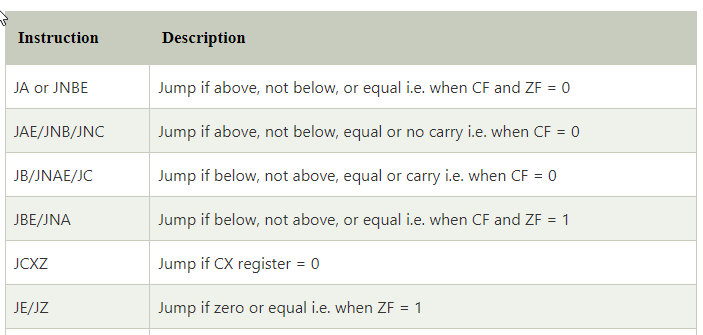 Instruction Description
JA or JNBE Jump if above, not below, or equal i.e. when CF and ZF = 0
JAE/JNB/JNC Jump if above, not below, equal or no carry i.e. when CF = 0
JB/JNAE/JC Jump if below, not above, equal or carry i.e. when CF = 0
JBE/JNA Jump if below, not above, or equal i.e. when CF and ZF = 1
JCXZ Jump if CX register = 0
JE/JZ Jump if zero or equal i.e. when ZF = 1